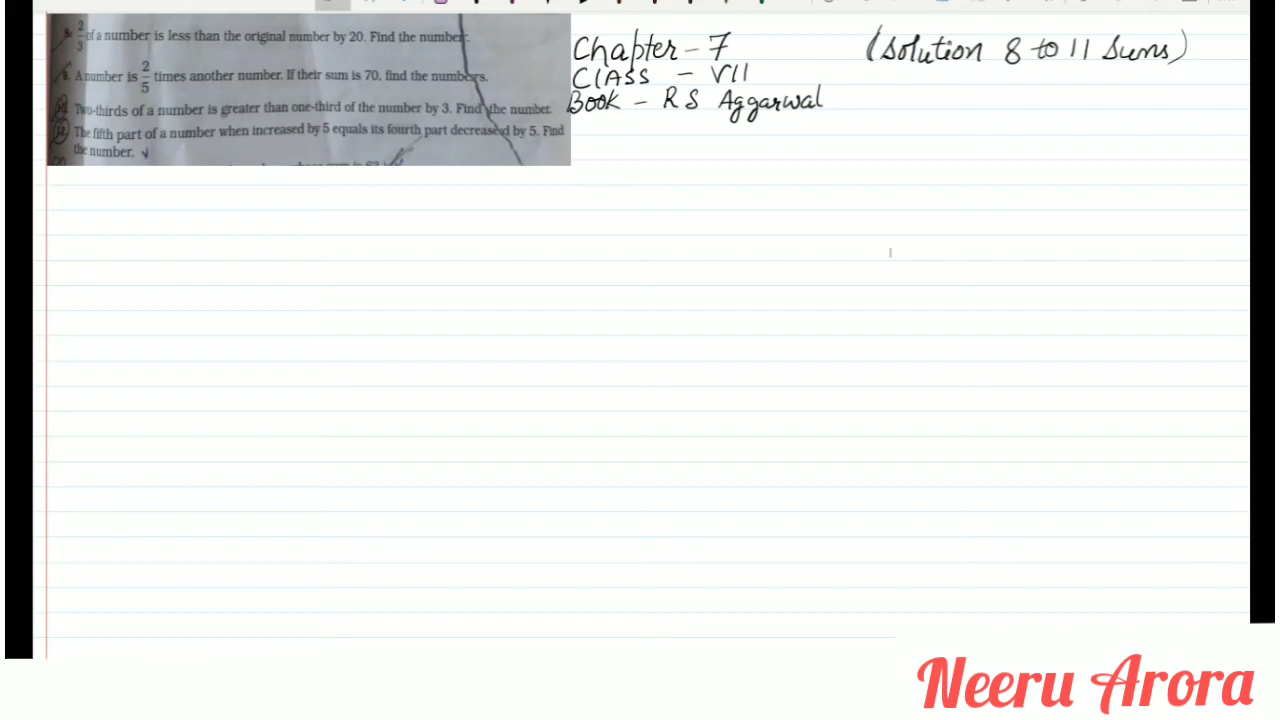 8. 2/3 of a number is less than the original number by 20. Find the number.
9. A number is 2/5 times another number. If their sum is 70, find the numbers.
Two-thirds of a number is greater than one-third of the number by 3. Find the number.
The fifth part of a number when increased by 5 equals its fourth part decreased by 5. Find
the number.
Chapter - 7
(Solution 8 to 11 Sums)
CLASS - VII
Book - R S Aggarwal
Neeru Arora